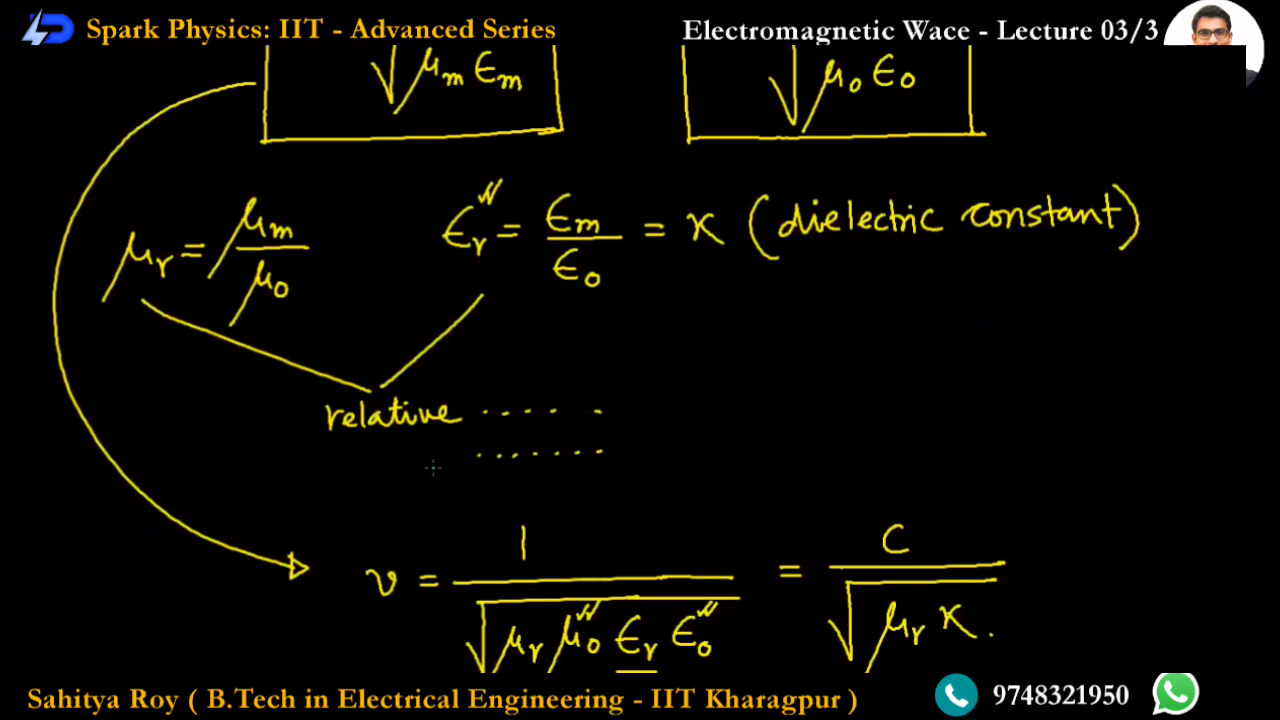 Spark Physics: IIT - Advanced Series
Electromagnetic Wace - Lecture 03/3
√μm εm
√μ0 ε0
μr = μm/μ0
εr = εm/ε0 = κ (dielectric constant)
relative .....
.......
v = 1/√(μr μ0 εr ε0) = c/√(μr κ).
Sahitya Roy ( B.Tech in Electrical Engineering - IIT Kharagpur )
9748321950